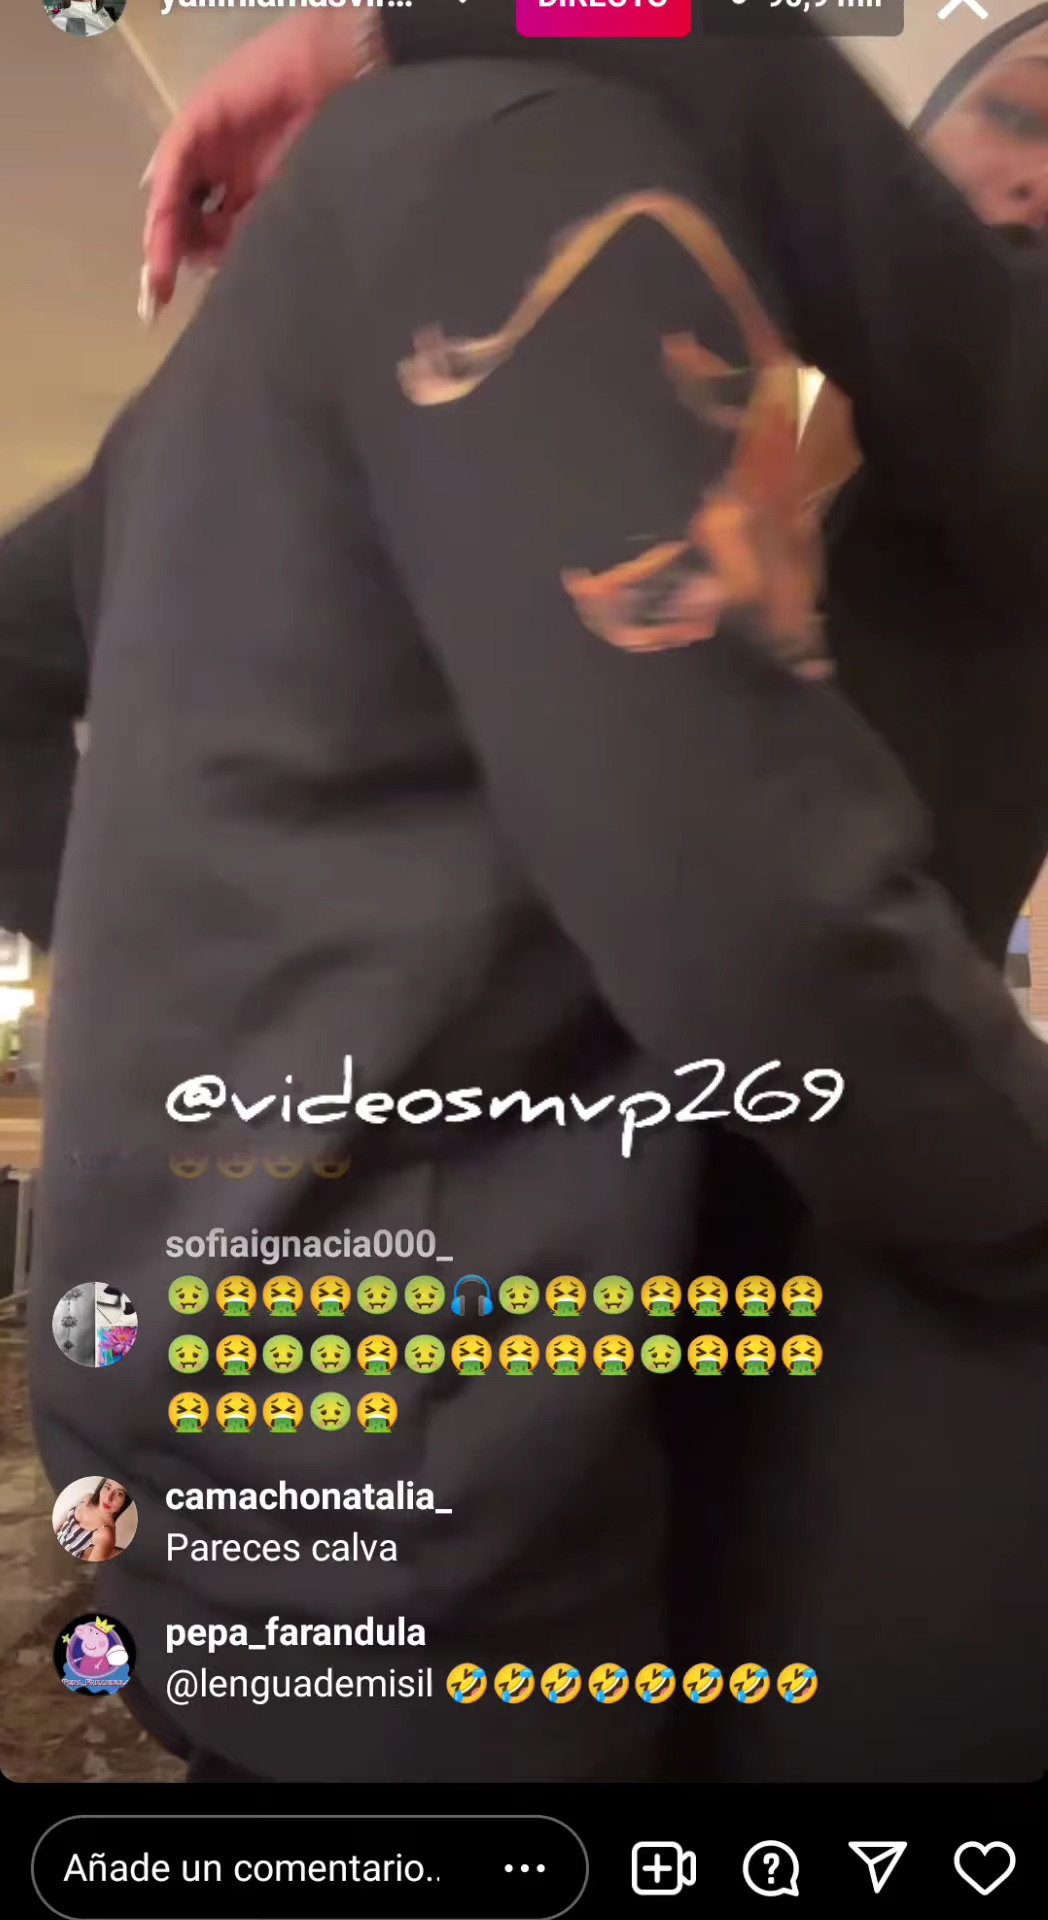 DIRECTO
@videosmvp269
sofiaignacia000_
🤢🤮🤮🤮🤢🤢🎧🤢🤮🤢🤮🤮🤮🤮
🤢🤮🤢🤢🤮🤢🤮🤮🤮🤮🤢🤮🤮🤮
🤮🤮🤮🤢🤮
camachonatalia_
Pareces calva
pepa_farandula
@lenguademisil 🤣🤣🤣🤣🤣🤣🤣🤣
Añade un comentario..